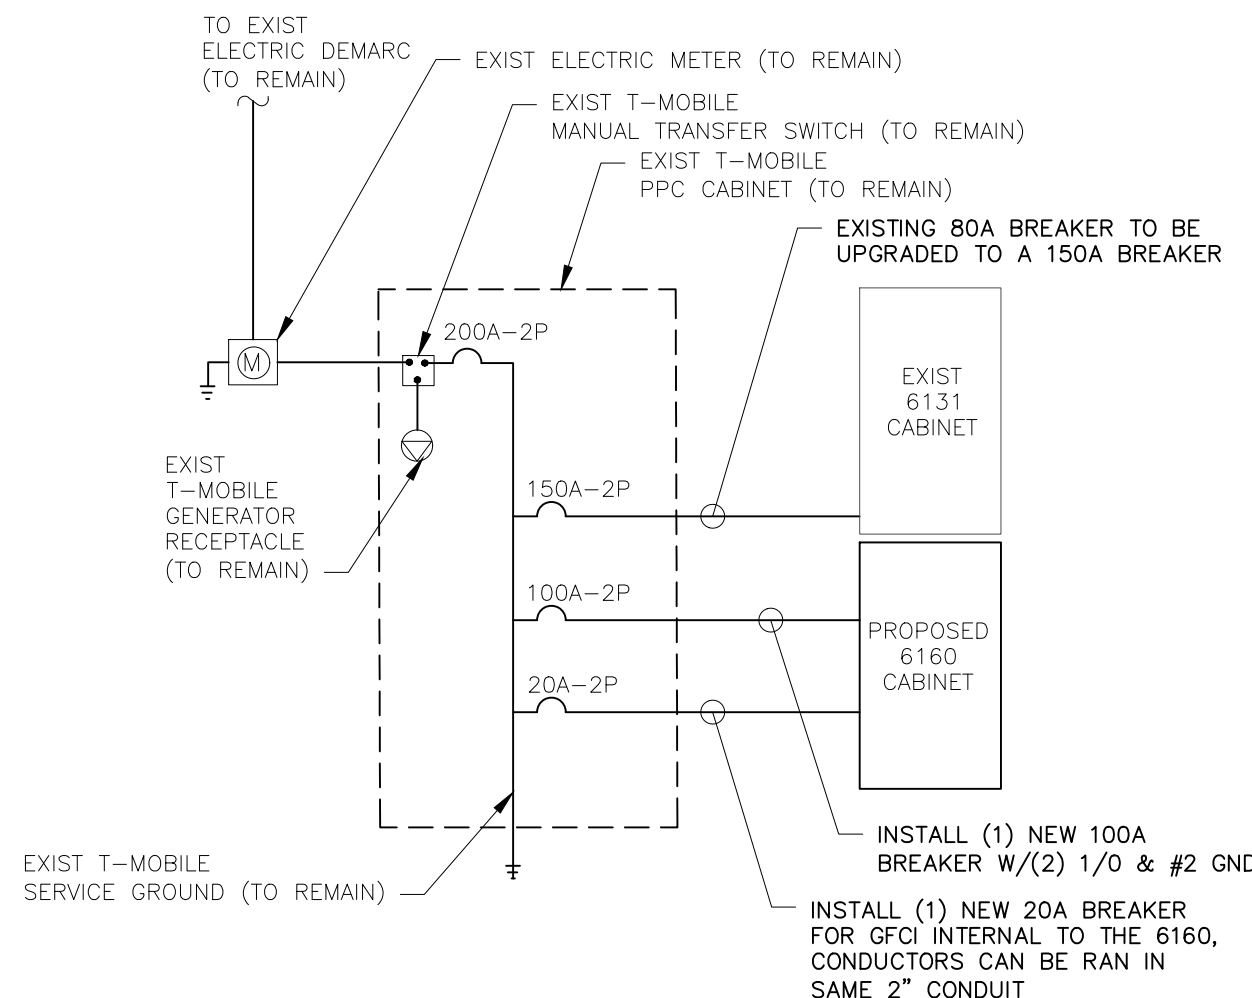 TO EXIST
ELECTRIC DEMARC
(TO REMAIN)
EXIST ELECTRIC METER (TO REMAIN)
EXIST T-MOBILE
MANUAL TRANSFER SWITCH (TO REMAIN)
EXIST T-MOBILE
PPC CABINET (TO REMAIN)
EXISTING 80A BREAKER TO BE
UPGRADED TO A 150A BREAKER
200A-2P
M
EXIST
6131
CABINET
EXIST
T-MOBILE
GENERATOR
RECEPTACLE
(TO REMAIN)
150A-2P
100A-2P
PROPOSED
6160
CABINET
20A-2P
INSTALL (1) NEW 100A
BREAKER W/(2) 1/0 & #2 GND
EXIST T-MOBILE
SERVICE GROUND (TO REMAIN)
INSTALL (1) NEW 20A BREAKER
FOR GFCI INTERNAL TO THE 6160,
CONDUCTORS CAN BE RAN IN
SAME 2" CONDUIT